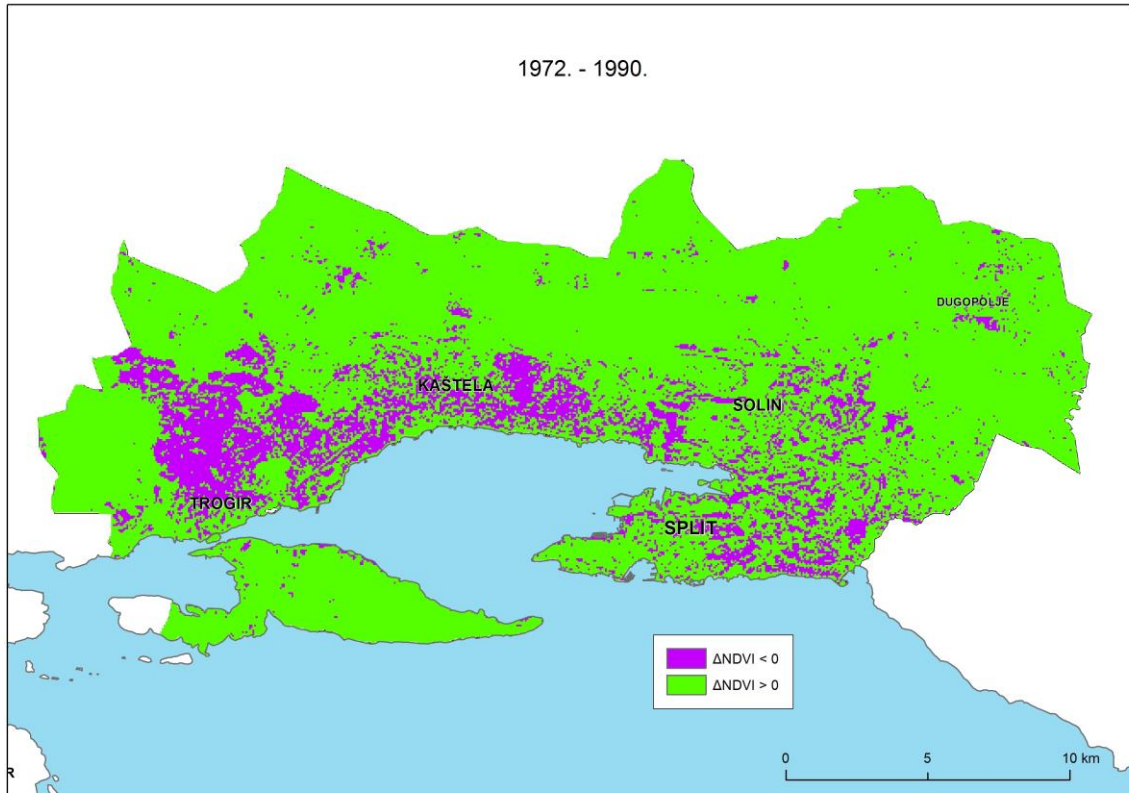 1972. - 1990.
DUGOPOLJE
KAŠTELA
SOLIN
TROGIR
SPLIT
ΔNDVI < 0
ΔNDVI > 0
0 5 10 km
R